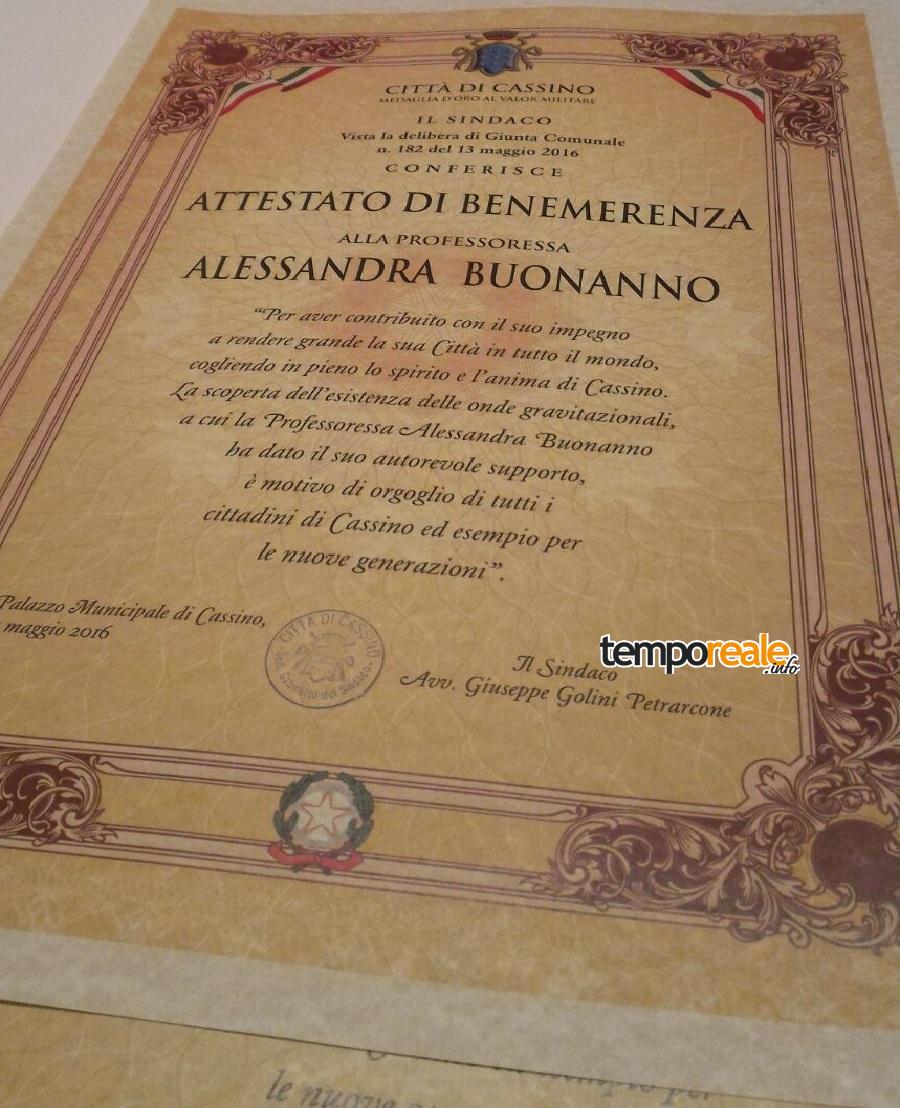 CITTÀ DI CASSINO
MEDAGLIA D'ORO AL VALOR MILITARE
IL SINDACO
Vista la delibera di Giunta Comunale
n. 182 del 13 maggio 2016
CONFERISCE
ATTESTATO DI BENEMERENZA
ALLA PROFESSORESSA
ALESSANDRA BUONANNO
“Per aver contribuito con il suo impegno
a rendere grande la sua Città in tutto il mondo,
cogliendo in pieno lo spirito e l'anima di Cassino.
La scoperta dell'esistenza delle onde gravitazionali,
a cui la Professoressa Alessandra Buonanno
ha dato il suo autorevole supporto,
è motivo di orgoglio di tutti i
cittadini di Cassino ed esempio per
le nuove generazioni”.
Palazzo Municipale di Cassino,
maggio 2016
CITTÀ DI CASSINO
Gabinetto del Sindaco
temporeale.info
Il Sindaco
Avv. Giuseppe Golini Petrarcone
le nuove